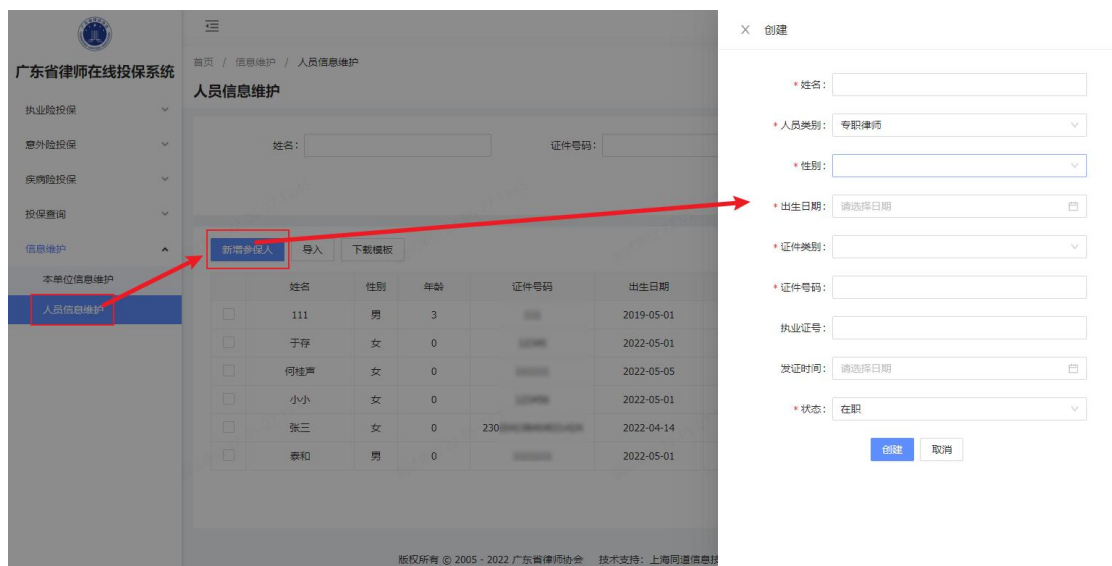 广东省律师在线投保系统
执业险投保
意外险投保
疾病险投保
投保查询
信息维护
本单位信息维护
人员信息维护
首页 / 信息维护 / 人员信息维护
人员信息维护
姓名： 证件号码：
新增参保人 导入 下载模板
姓名 性别 年龄 证件号码 出生日期
111 男 3 2019-05-01
于存 女 0 2022-05-01
何桂声 女 0 2022-05-05
小小 女 0 2022-05-01
张三 女 0 230 2022-04-14
泰和 男 0 2022-05-01
版权所有 © 2005 - 2022 广东省律师协会 技术支持：上海同道信息技
X 创建
* 姓名：
* 人员类别： 专职律师
* 性别：
* 出生日期： 请选择日期
* 证件类别：
* 证件号码：
执业证号：
发证时间： 请选择日期
* 状态： 在职
创建 取消